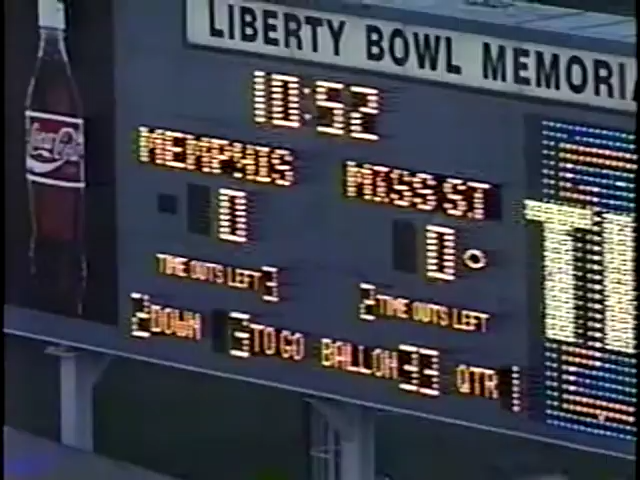 LIBERTY BOWL MEMORIA
10:52
Coca-Cola
MEMPHIS MISS ST
0 0
TIME OUTS LEFT 3 2 TIME OUTS LEFT
2 DOWN 5 TO GO BALL ON 33 QTR 1